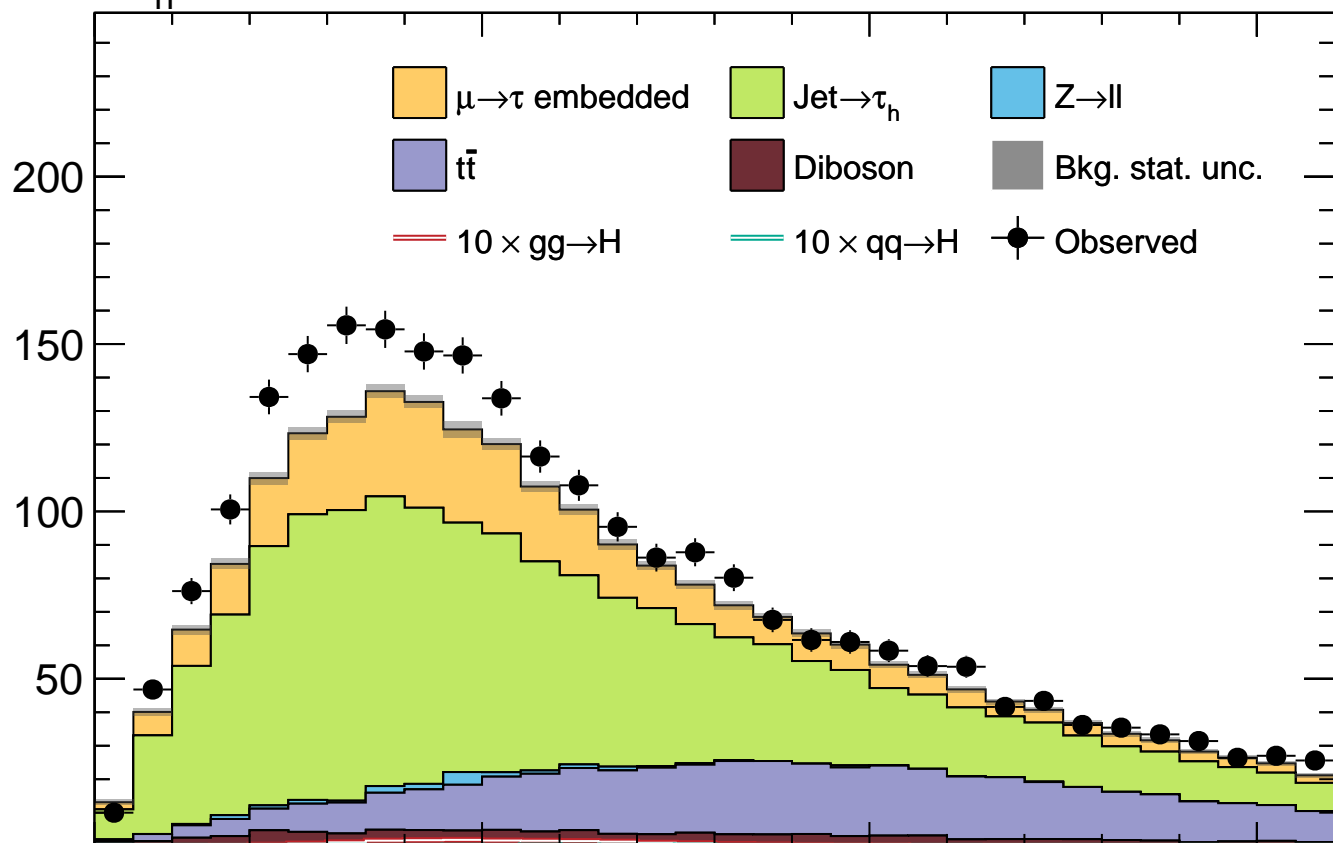 μ→τ embedded Jet→τh Z→ll
200 tt̄ Diboson Bkg. stat. unc.
10 × gg→H 10 × qq→H Observed
150
100
50